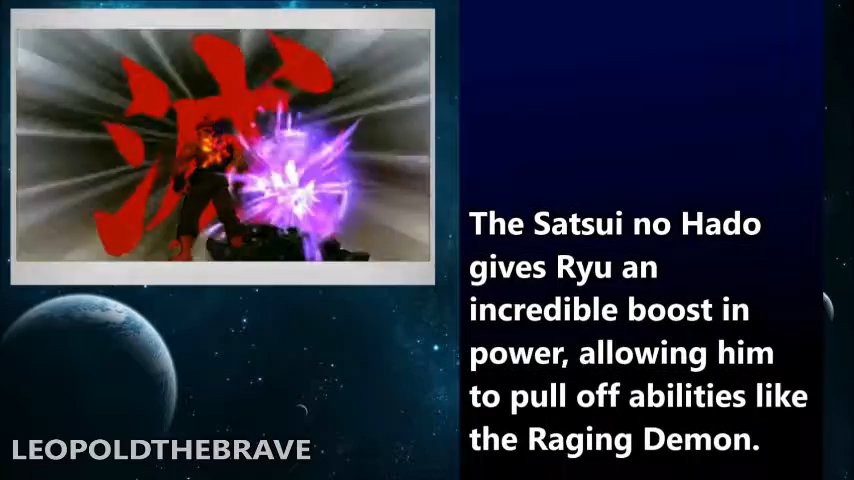 滅
The Satsui no Hado
gives Ryu an
incredible boost in
power, allowing him
to pull off abilities like
the Raging Demon.
LEOPOLDTHEBRAVE